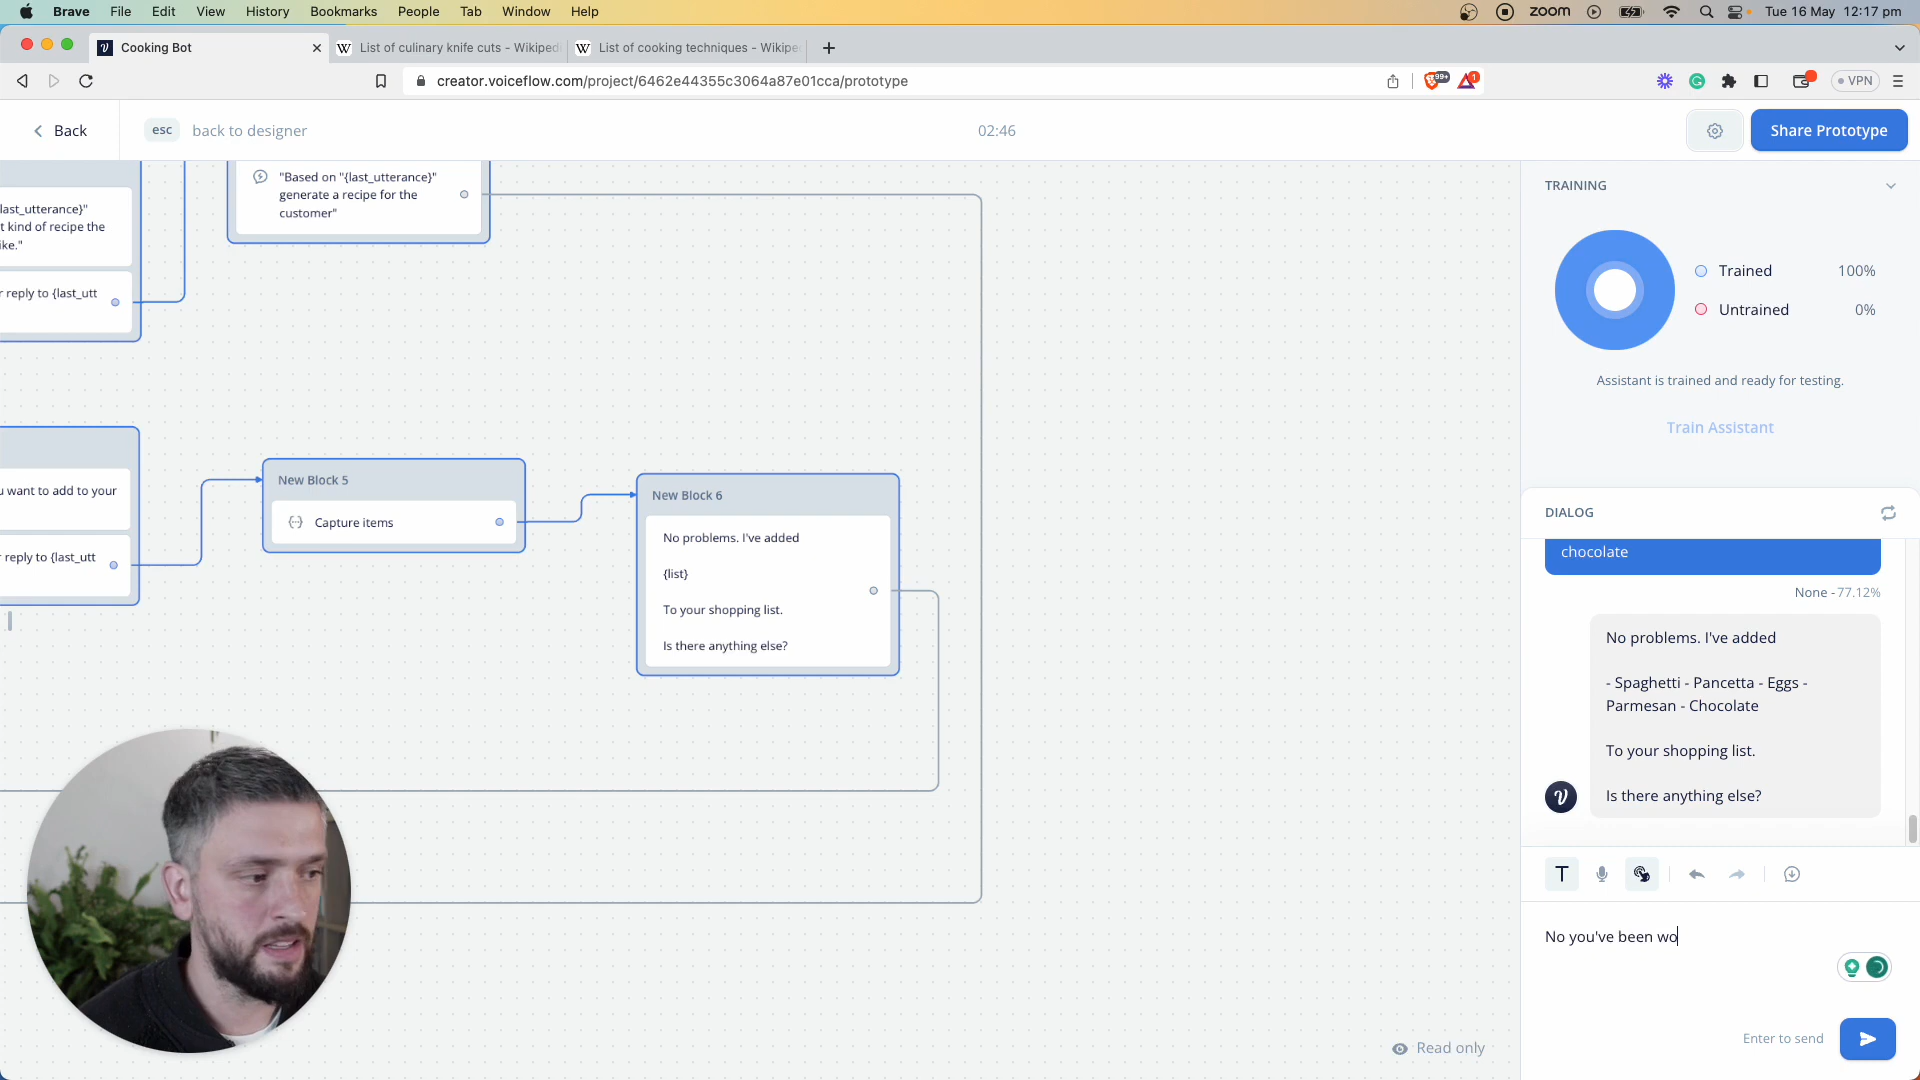 Brave File Edit View History Bookmarks People Tab Window Help
zoom Tue 16 May 12:17 pm
Cooking Bot
List of culinary knife cuts - Wikiped
List of cooking techniques - Wikipe
creator.voiceflow.com/project/6462e44355c3064a87e01cca/prototype
99+
1
VPN
Back
esc back to designer
02:46
Share Prototype
last_utterance}"
t kind of recipe the
ike."
r reply to {last_utt
"Based on "{last_utterance}"
generate a recipe for the
customer"
u want to add to your
r reply to {last_utt
New Block 5
Capture items
New Block 6
No problems. I've added
{list}
To your shopping list.
Is there anything else?
Read only
TRAINING
Trained 100%
Untrained 0%
Assistant is trained and ready for testing.
Train Assistant
DIALOG
chocolate
None - 77.12%
No problems. I've added
- Spaghetti - Pancetta - Eggs -
Parmesan - Chocolate
To your shopping list.
Is there anything else?
T
No you've been wo
Enter to send